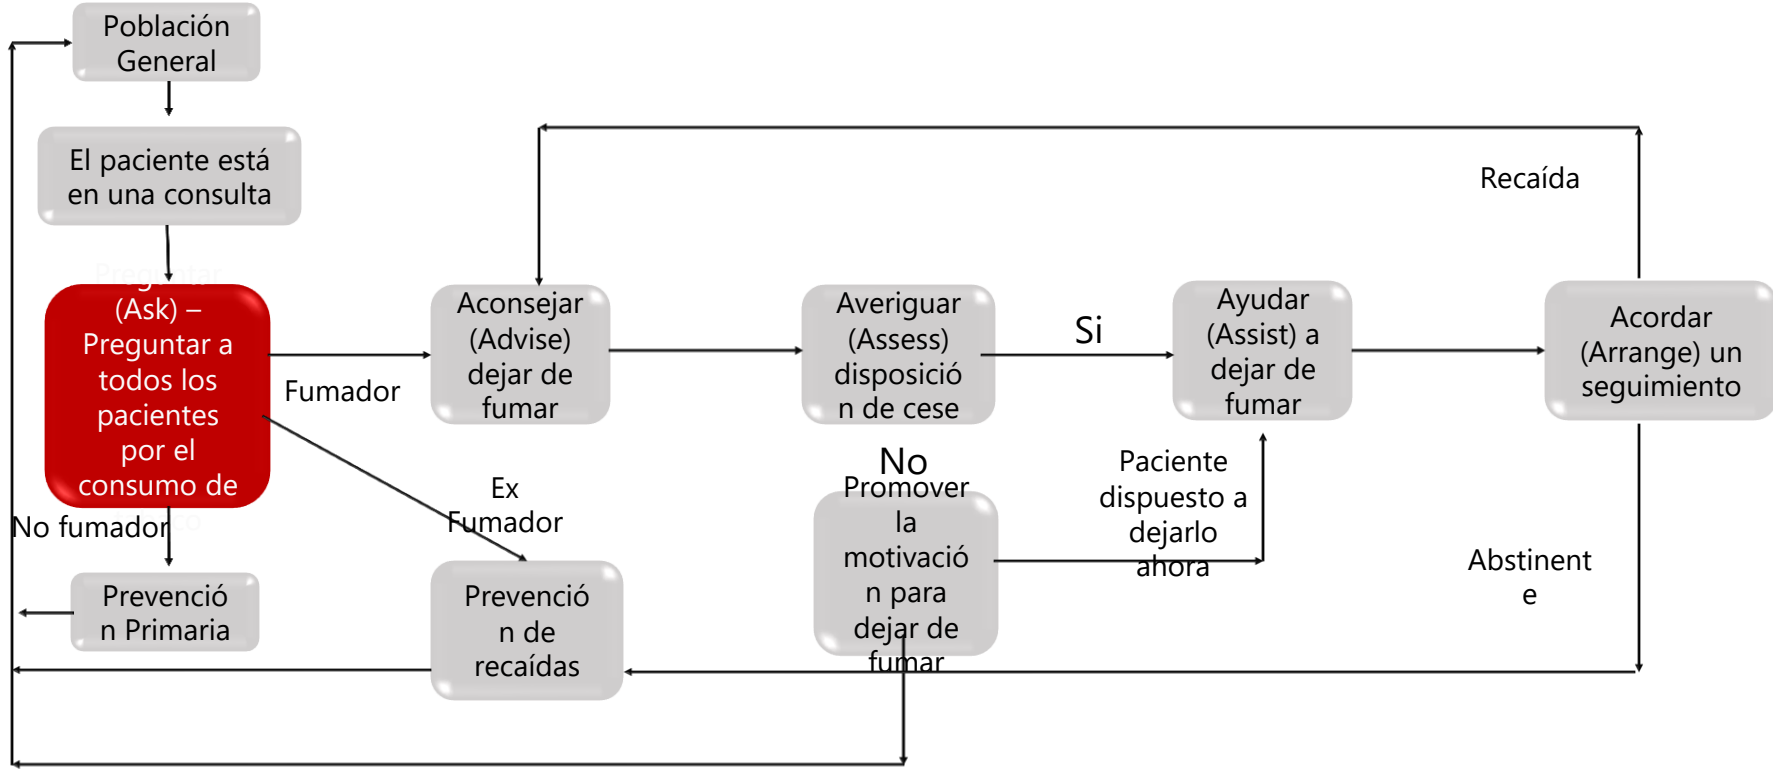 Población
General
El paciente está
en una consulta
Preguntar
(Ask) –
Preguntar a
todos los
pacientes
por el
consumo de
Fumador
No fumador
Ex
Fumador
Prevenció
n Primaria
Prevenció
n de
recaídas
Aconsejar
(Advise)
dejar de
fumar
Averiguar
(Assess)
disposició
n de cese
Si
No
Promover
la
motivació
n para
dejar de
fumar
Paciente
dispuesto a
dejarlo
ahora
Ayudar
(Assist) a
dejar de
fumar
Acordar
(Arrange) un
seguimiento
Recaída
Abstinent
e